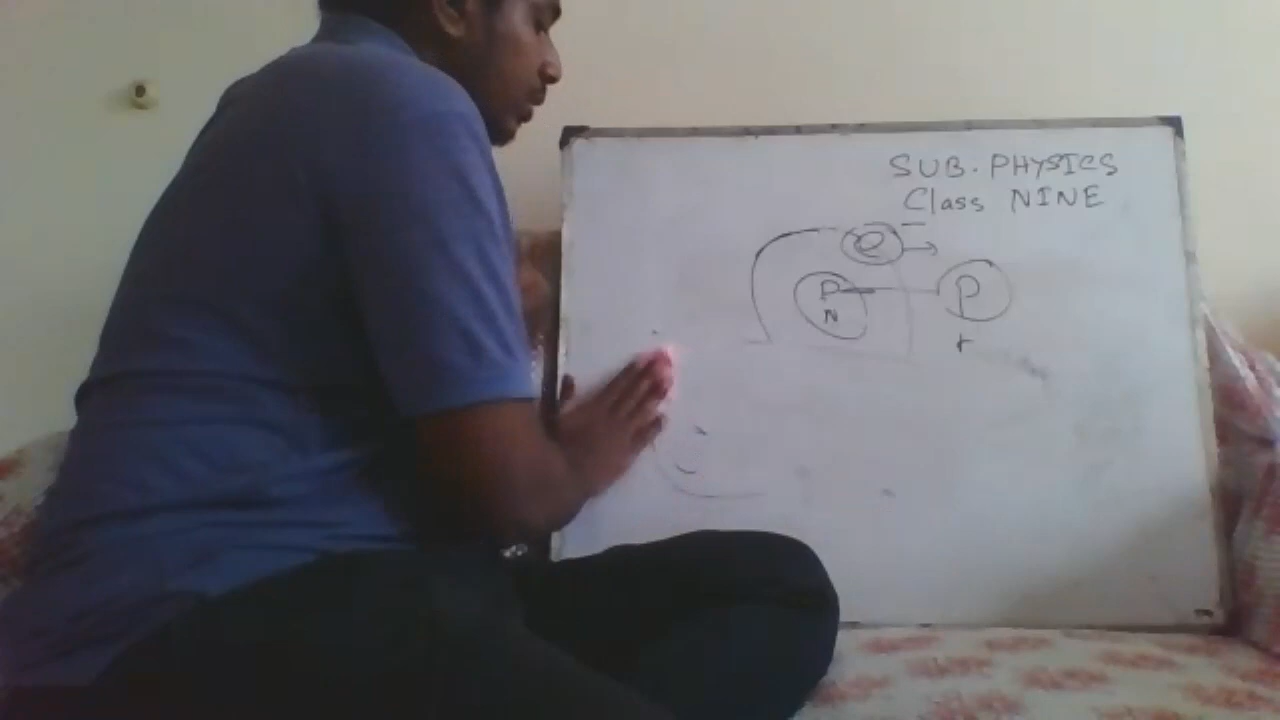 SUB. PHYSICS
Class NINE
e
P
N
P
+